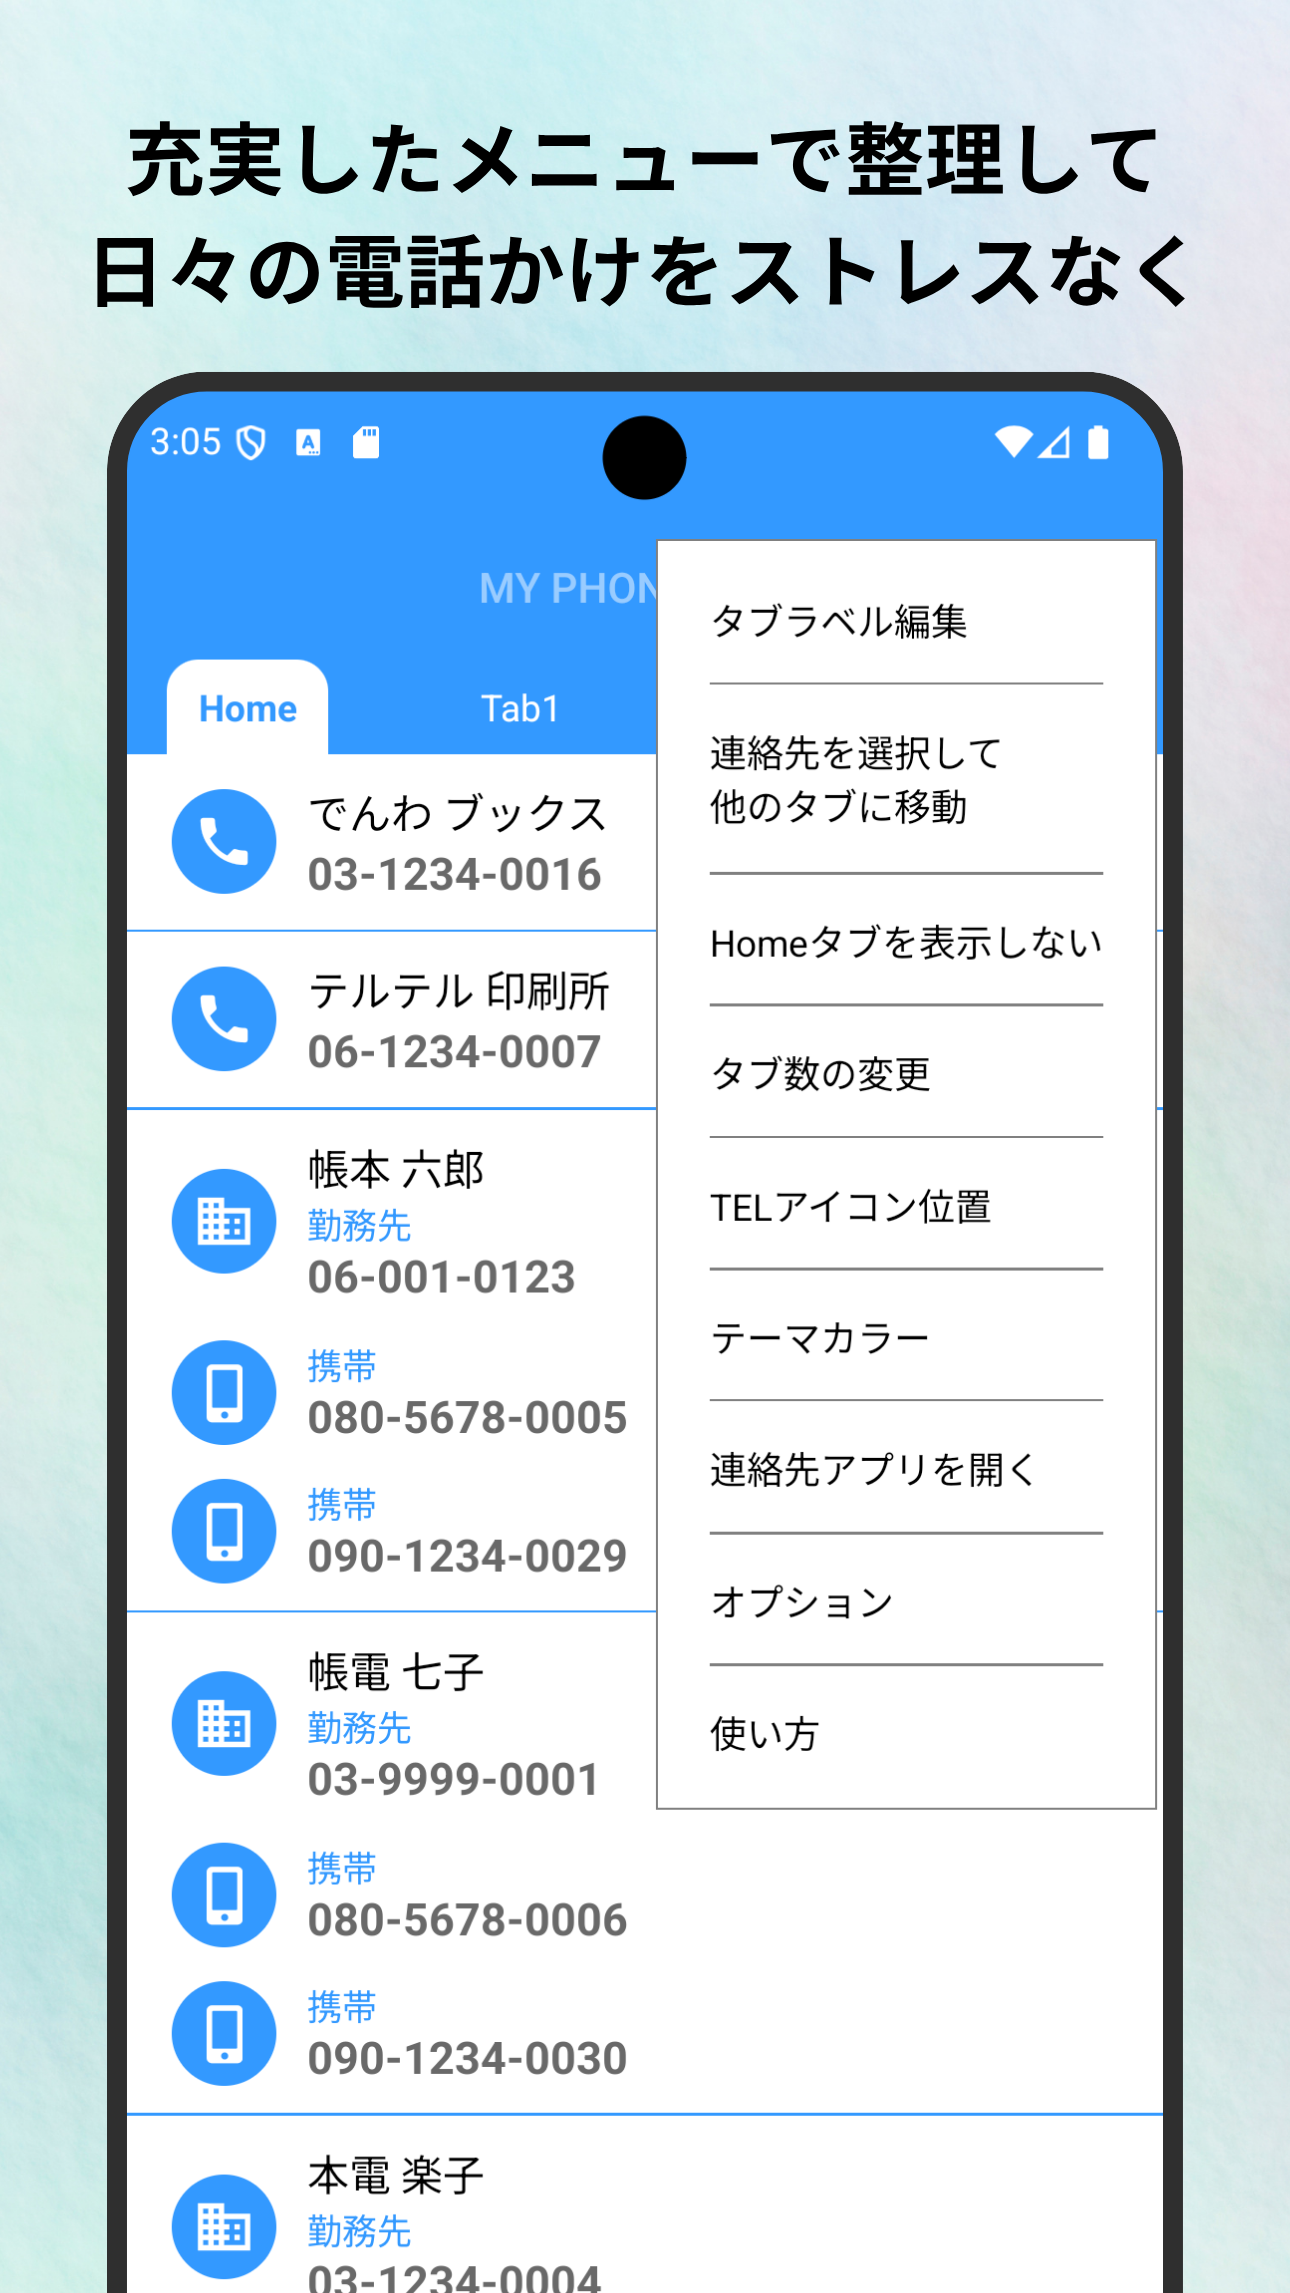 充実したメニューで整理して
日々の電話かけをストレスなく
3:05
MY PHON
Home
Tab1
でんわ ブックス
03-1234-0016
テルテル 印刷所
06-1234-0007
帳本 六郎
勤務先
06-001-0123
携帯
080-5678-0005
携帯
090-1234-0029
帳電 七子
勤務先
03-9999-0001
携帯
080-5678-0006
携帯
090-1234-0030
本電 楽子
勤務先
03-1234-0004
タブラベル編集
連絡先を選択して
他のタブに移動
Homeタブを表示しない
タブ数の変更
TELアイコン位置
テーマカラー
連絡先アプリを開く
オプション
使い方